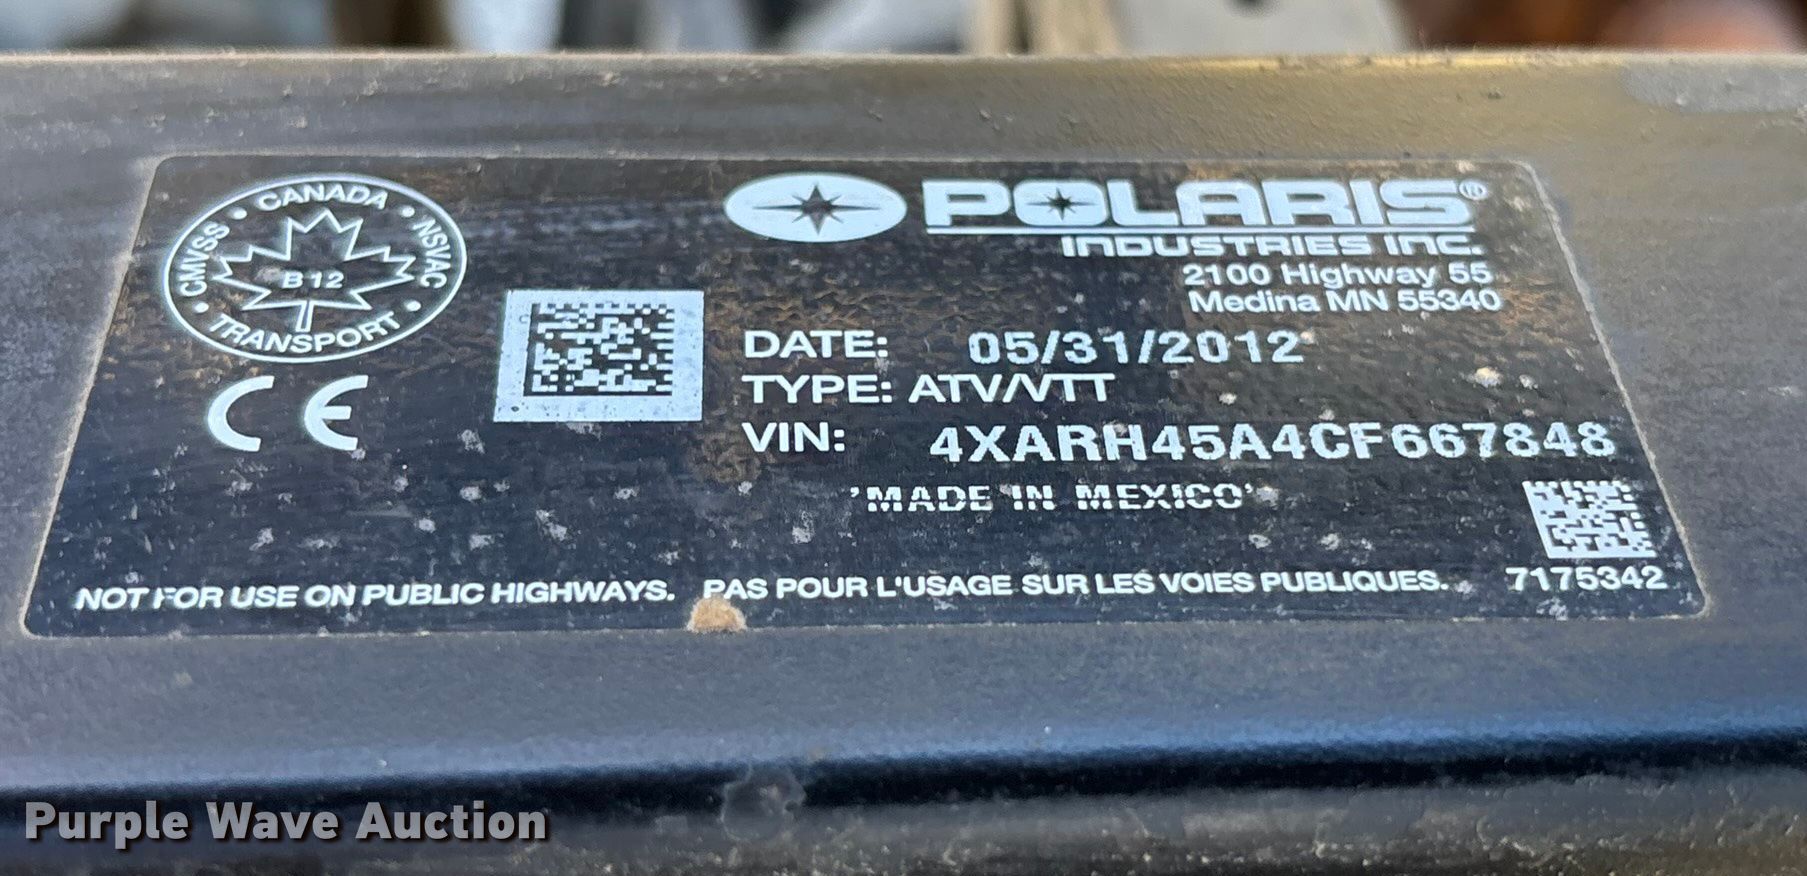 CANADA
CMVSS • NSVAC
B 12
TRANSPORT
CE
POLARIS®
INDUSTRIES INC.
2100 Highway 55
Medina MN 55340
DATE: 05/31/2012
TYPE: ATV/VTT
VIN: 4XARH45A4CF667848
'MADE IN MEXICO'
NOT FOR USE ON PUBLIC HIGHWAYS. PAS POUR L'USAGE SUR LES VOIES PUBLIQUES.
7175342
Purple Wave Auction